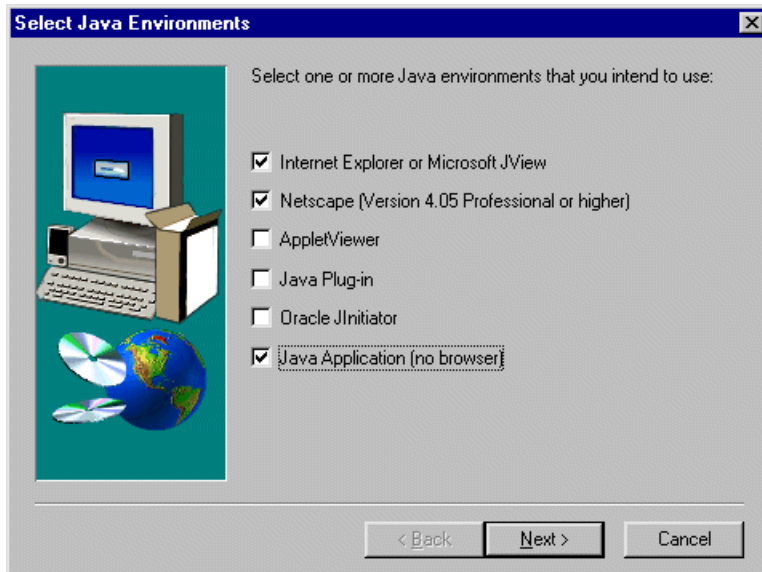 Select Java Environments
Select one or more Java environments that you intend to use:
Internet Explorer or Microsoft JView
Netscape (Version 4.05 Professional or higher)
AppletViewer
Java Plug-in
Oracle JInitiator
Java Application (no browser)
< Back Next > Cancel